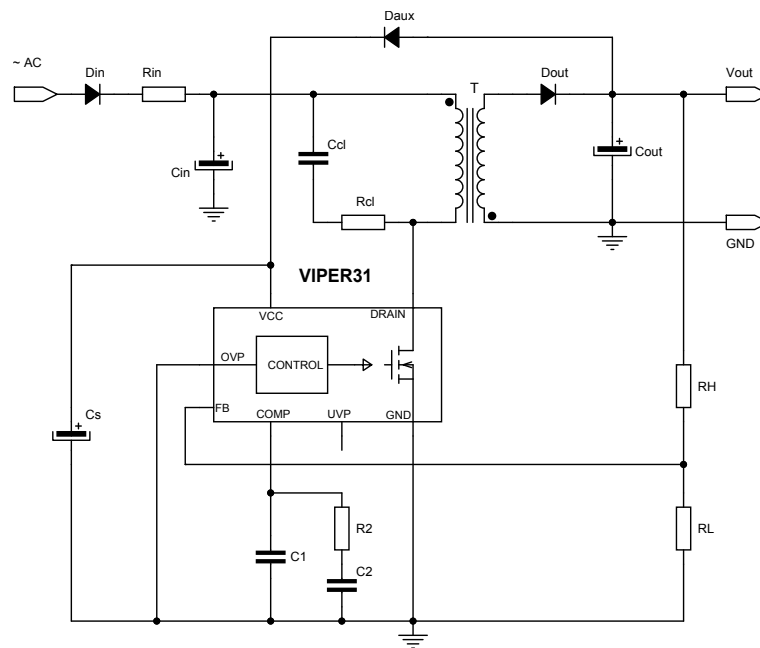 Daux
~ AC
Din
Rin
T
Dout
Vout
Ccl
Cin
Cout
Rcl
GND
VIPER31
VCC
DRAIN
OVP
CONTROL
RH
FB
COMP
UVP
GND
Cs
R2
RL
C1
C2